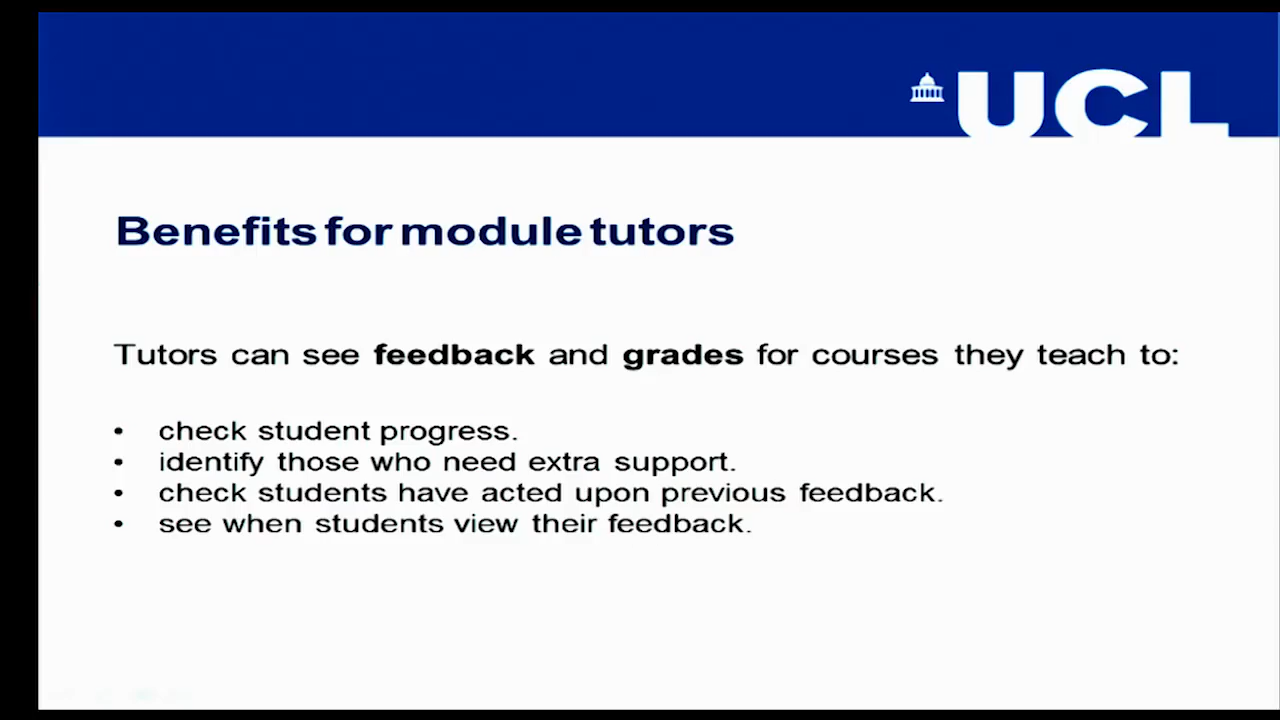 UCL
Benefits for module tutors
Tutors can see feedback and grades for courses they teach to:
• check student progress.
• identify those who need extra support.
• check students have acted upon previous feedback.
• see when students view their feedback.